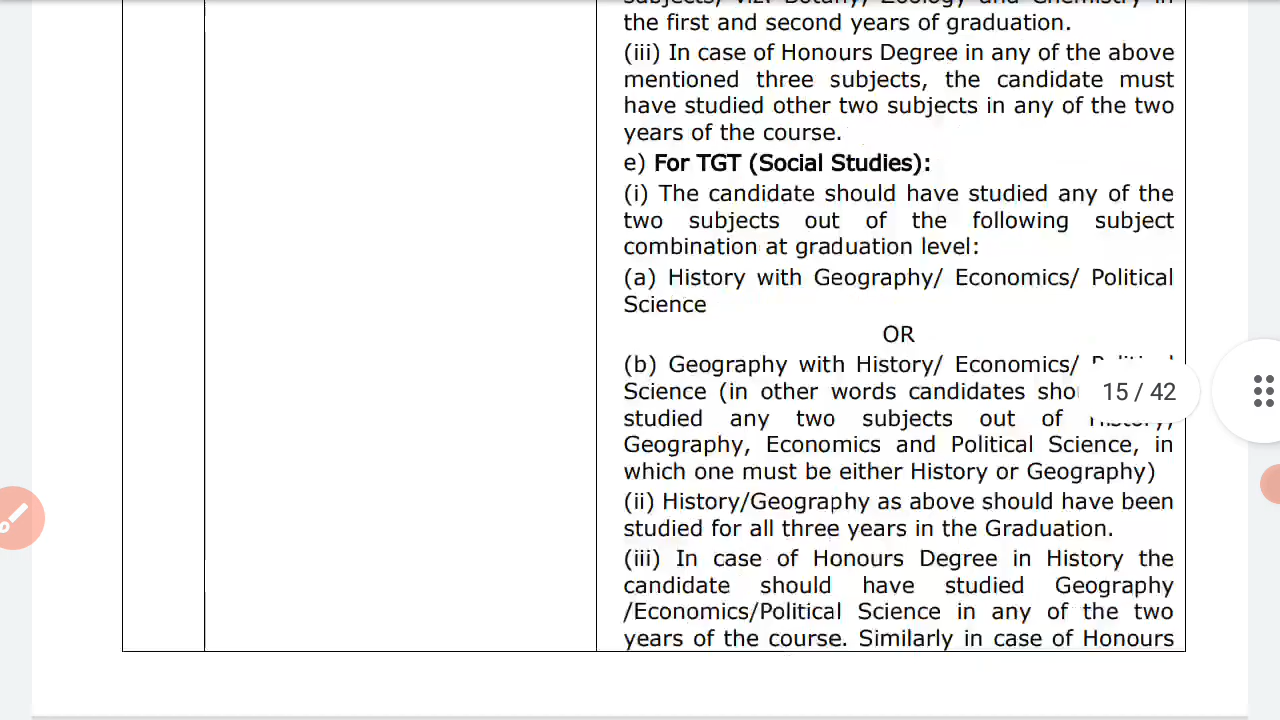 the first and second years of graduation.
(iii) In case of Honours Degree in any of the above
mentioned three subjects, the candidate must
have studied other two subjects in any of the two
years of the course.
e) For TGT (Social Studies):
(i) The candidate should have studied any of the
two subjects out of the following subject
combination at graduation level:
(a) History with Geography/ Economics/ Political
Science
OR
(b) Geography with History/ Economics/ Political
Science (in other words candidates
15 / 42
studied any two subjects out of History/
Geography, Economics and Political Science, in
which one must be either History or Geography)
(ii) History/Geography as above should have been
studied for all three years in the Graduation.
(iii) In case of Honours Degree in History the
candidate should have studied Geography
/Economics/Political Science in any of the two
years of the course. Similarly in case of Honours